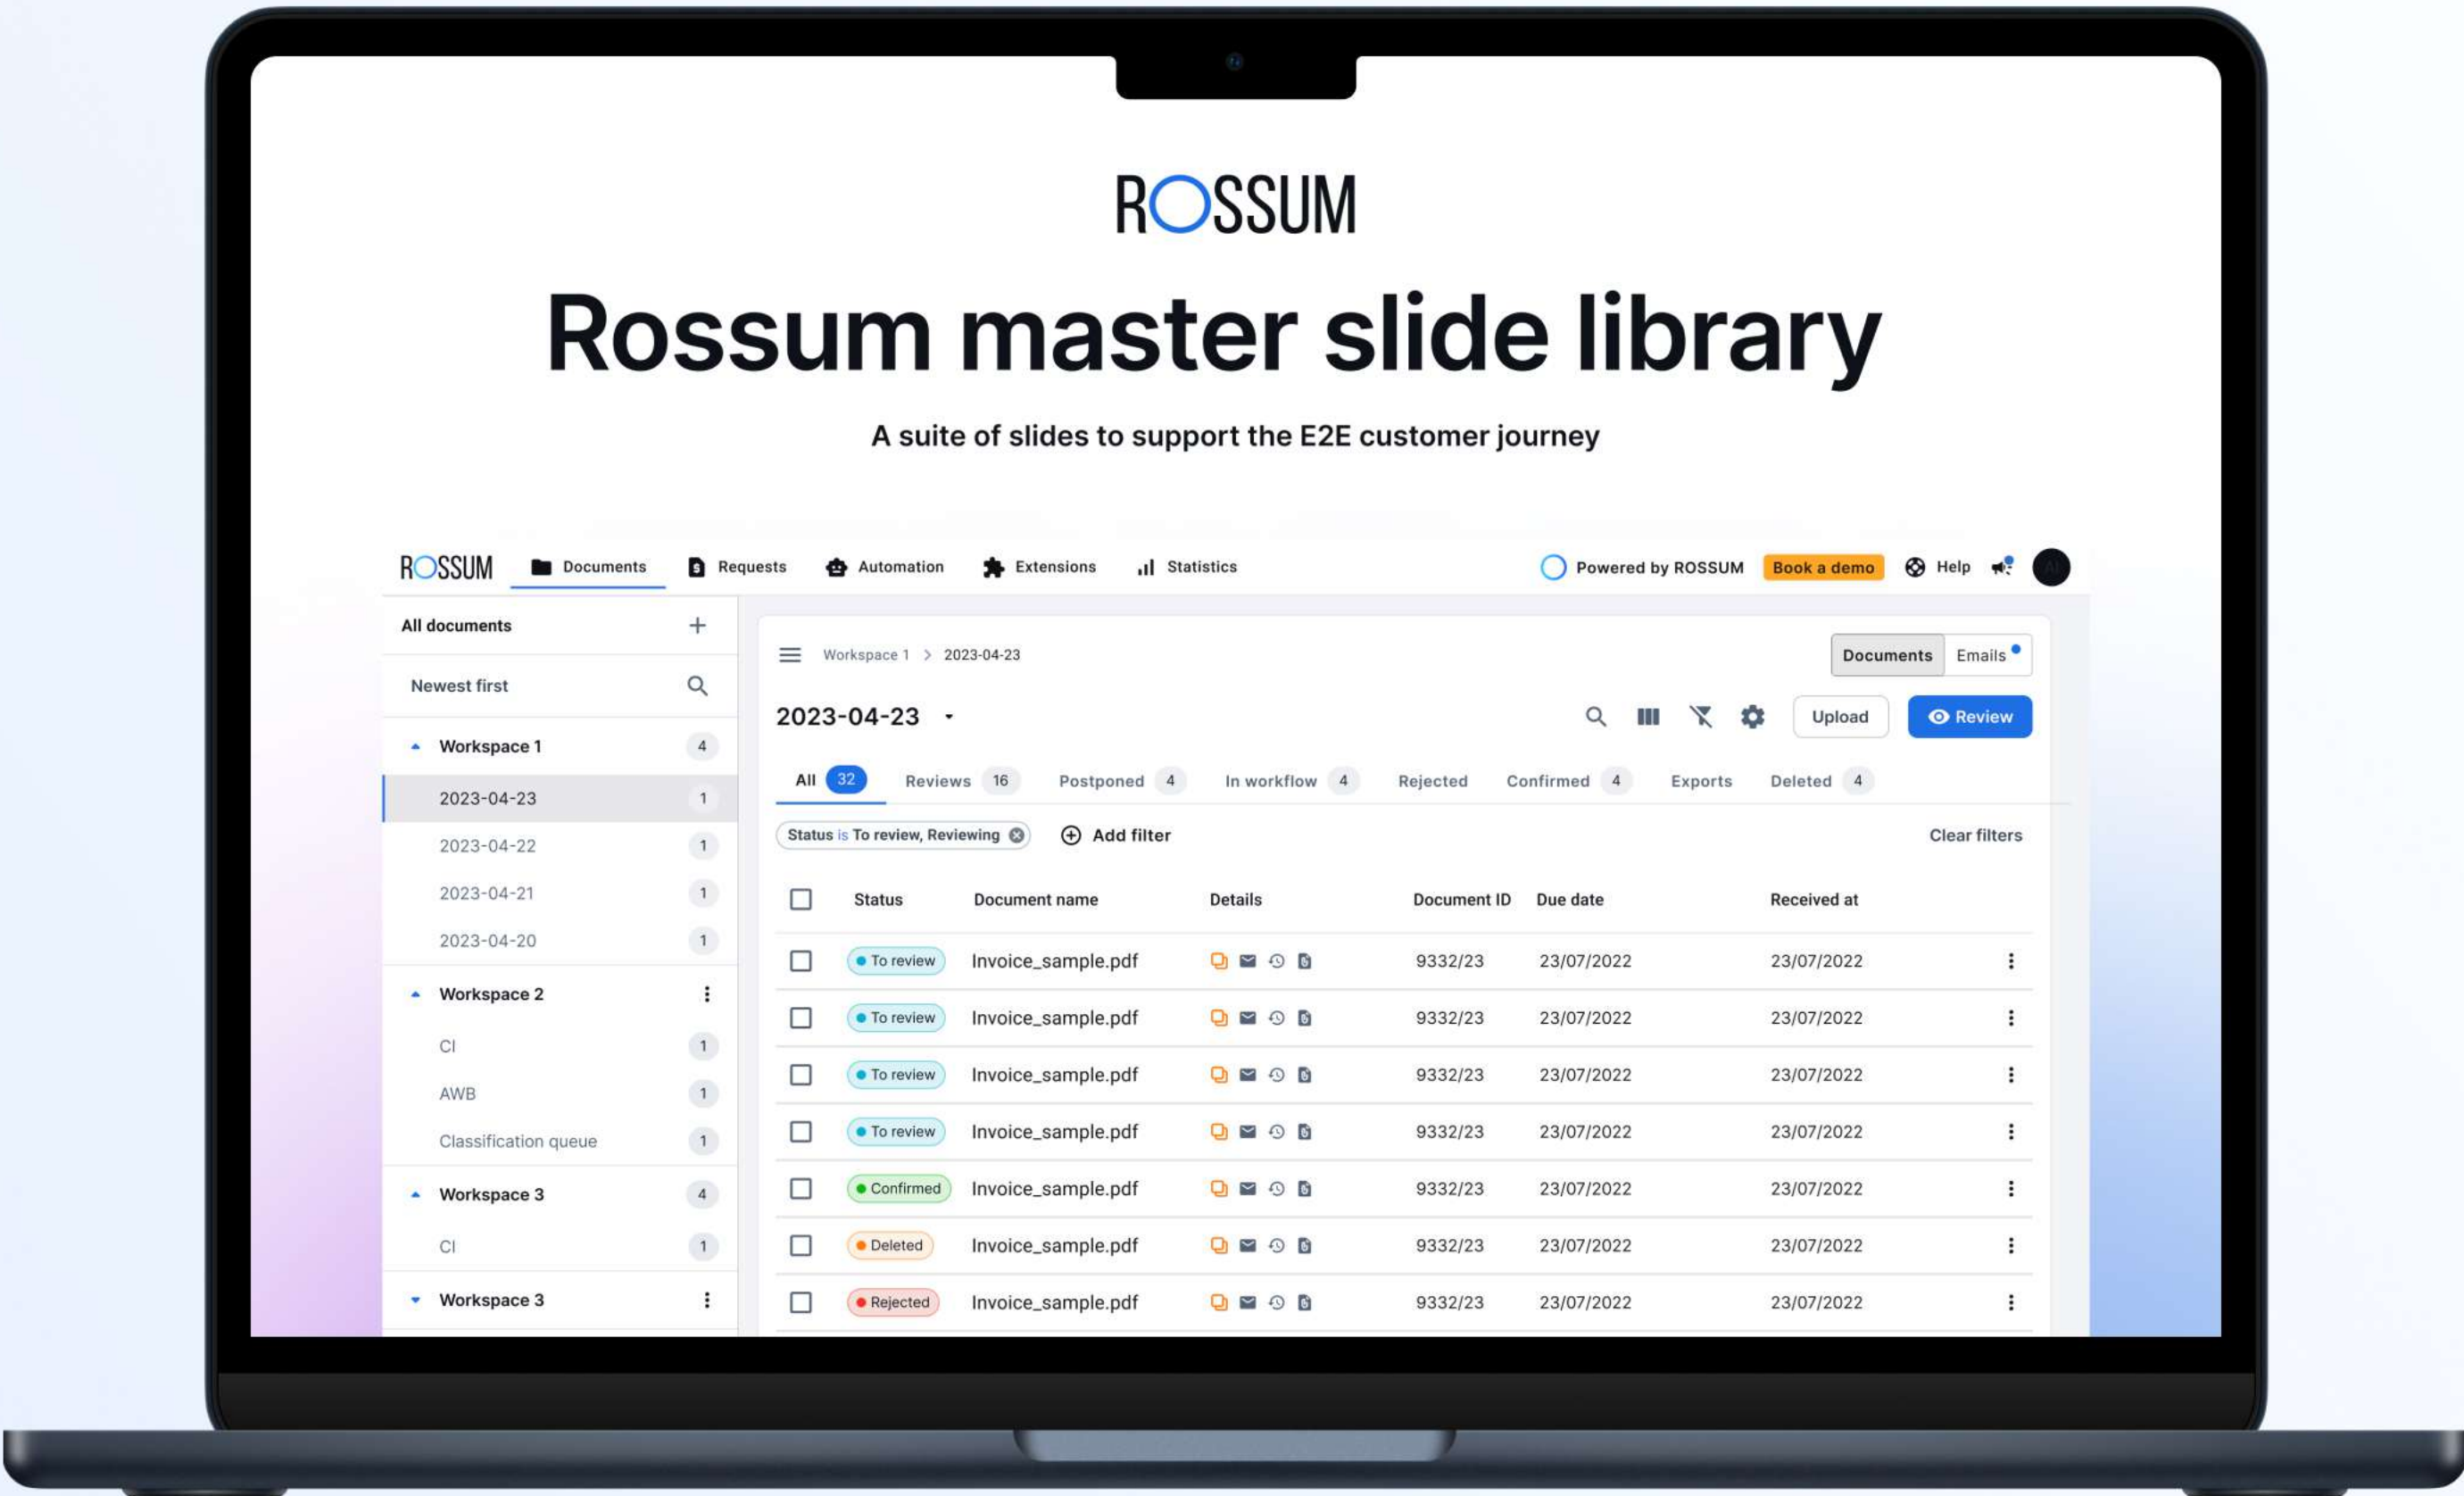 ROSSUM
Rossum master slide library
A suite of slides to support the E2E customer journey
ROSSUM Documents Requests Automation Extensions Statistics Powered by ROSSUM Book a demo Help
All documents
Newest first
Workspace 1 4
2023-04-23 1
2023-04-22 1
2023-04-21 1
2023-04-20 1
Workspace 2
CI 1
AWB 1
Classification queue 1
Workspace 3 4
CI 1
Workspace 3
Workspace 1 > 2023-04-23 Documents Emails
2023-04-23 Upload Review
All 32 Reviews 16 Postponed 4 In workflow 4 Rejected Confirmed 4 Exports Deleted 4
Status is To review, Reviewing Add filter Clear filters
Status Document name Details Document ID Due date Received at
To review Invoice_sample.pdf 9332/23 23/07/2022 23/07/2022
To review Invoice_sample.pdf 9332/23 23/07/2022 23/07/2022
To review Invoice_sample.pdf 9332/23 23/07/2022 23/07/2022
To review Invoice_sample.pdf 9332/23 23/07/2022 23/07/2022
Confirmed Invoice_sample.pdf 9332/23 23/07/2022 23/07/2022
Deleted Invoice_sample.pdf 9332/23 23/07/2022 23/07/2022
Rejected Invoice_sample.pdf 9332/23 23/07/2022 23/07/2022